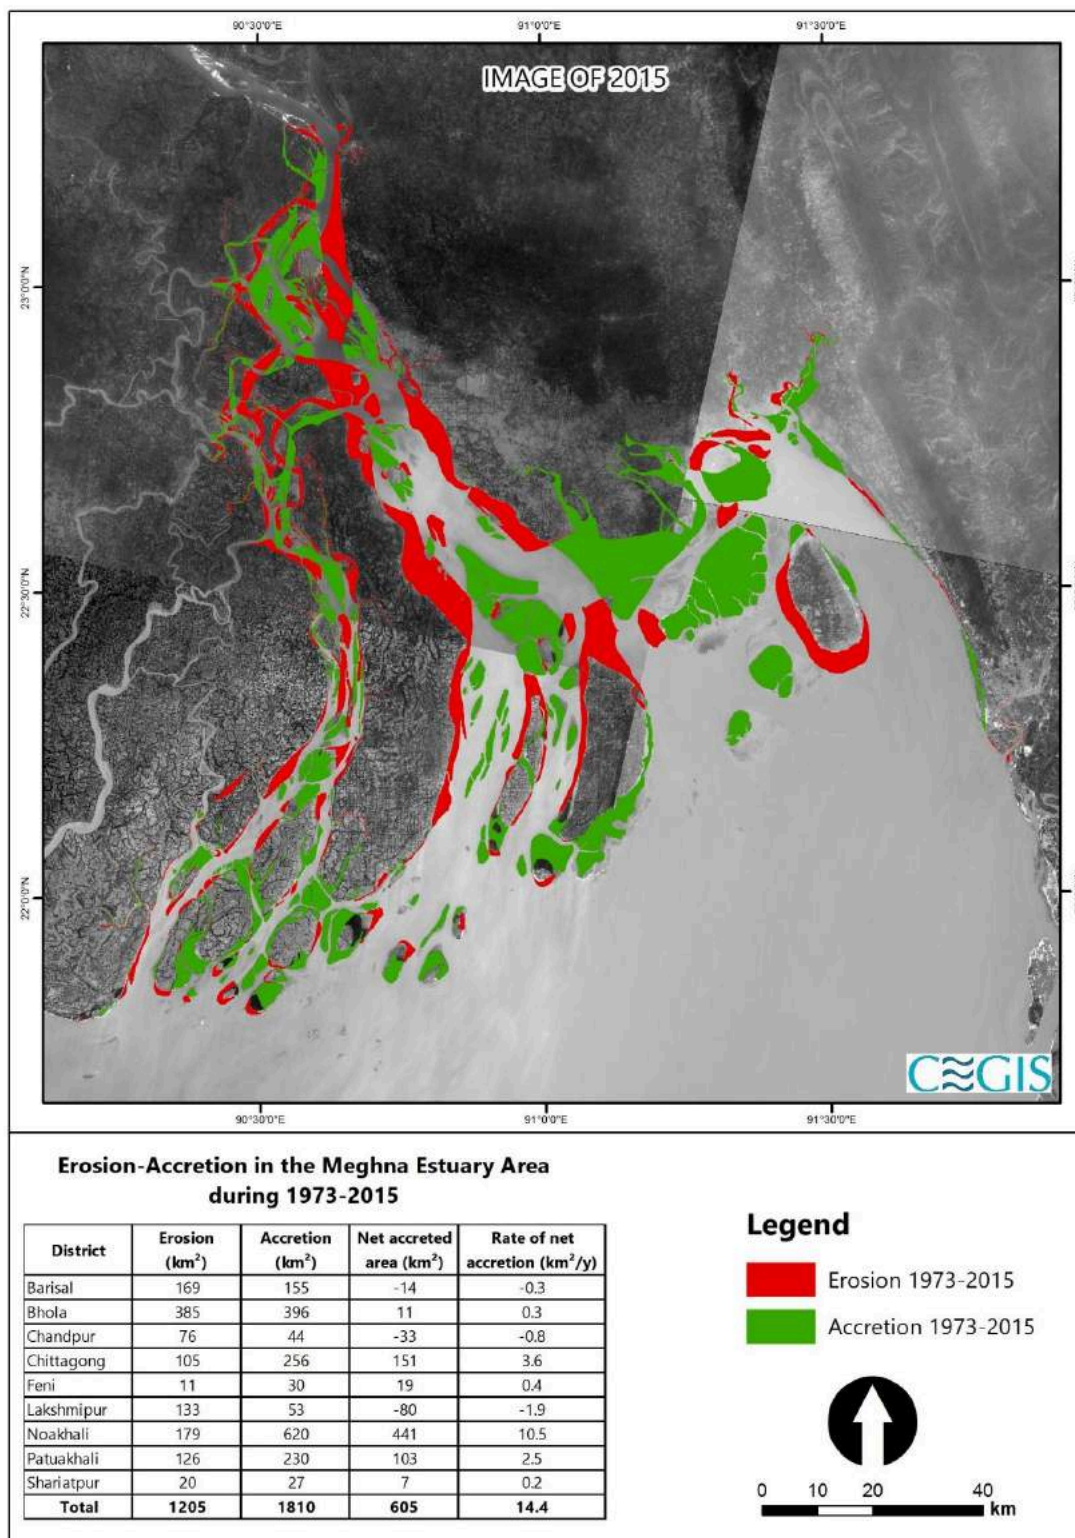 90°30'0"E 91°0'0"E 91°30'0"E
IMAGE OF 2015
23°0'0"N
22°30'0"N
22°0'0"N
CEGIS
90°30'0"E 91°0'0"E 91°30'0"E
Erosion-Accretion in the Meghna Estuary Area
during 1973-2015
District Erosion (km²) Accretion (km²) Net accreted area (km²) Rate of net accretion (km²/y)
Barisal 169 155 -14 -0.3
Bhola 385 396 11 0.3
Chandpur 76 44 -33 -0.8
Chittagong 105 256 151 3.6
Feni 11 30 19 0.4
Lakshmipur 133 53 -80 -1.9
Noakhali 179 620 441 10.5
Patuakhali 126 230 103 2.5
Shariatpur 20 27 7 0.2
Total 1205 1810 605 14.4
Legend
Erosion 1973-2015
Accretion 1973-2015
0 10 20 40
km